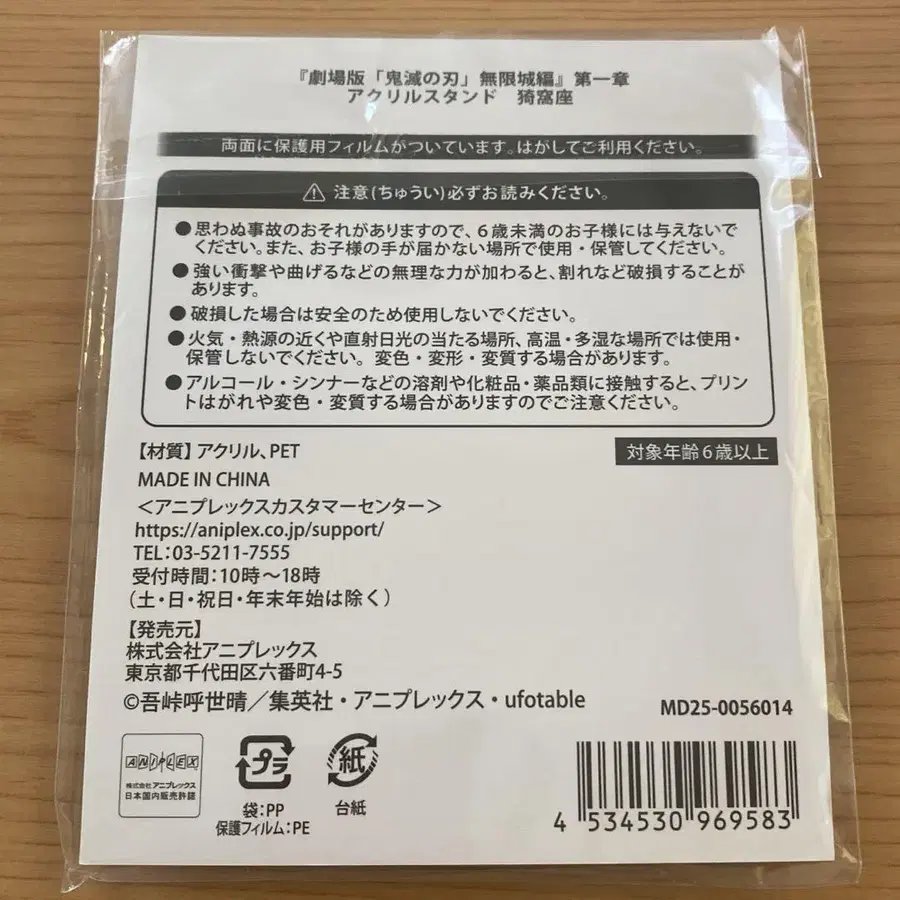 『劇場版「鬼滅の刃」無限城編』第一章
アクリルスタンド 猗窩座
両面に保護用フィルムがついています。はがしてご利用ください。
⚠ 注意(ちゅうい)必ずお読みください。
●思わぬ事故のおそれがありますので、6歳未満のお子様には与えないで
ください。また、お子様の手が届かない場所で使用・保管してください。
●強い衝撃や曲げるなどの無理な力が加わると、割れなど破損することが
あります。
●破損した場合は安全のため使用しないでください。
●火気・熱源の近くや直射日光の当たる場所、高温・多湿な場所では使用・
保管しないでください。変色・変形・変質する場合があります。
●アルコール・シンナーなどの溶剤や化粧品・薬品類に接触すると、プリン
トはがれや変色・変質する場合がありますのでご注意ください。
【材質】アクリル、PET
対象年齢6歳以上
MADE IN CHINA
＜アニプレックスカスタマーセンター＞
https://aniplex.co.jp/support/
TEL:03-5211-7555
受付時間:10時～18時
(土・日・祝日・年末年始は除く)
【発売元】
株式会社アニプレックス
東京都千代田区六番町4-5
©吾峠呼世晴／集英社・アニプレックス・ufotable
MD25-0056014
ANIPLEX
株式会社アニプレックス
日本国内販売許諾
プラ
袋:PP
保護フィルム:PE
紙
台紙
4 534530 969583